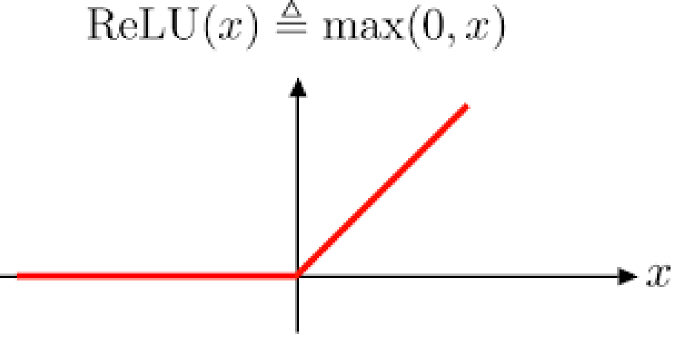 ReLU(x) ≜ max(0, x)
x